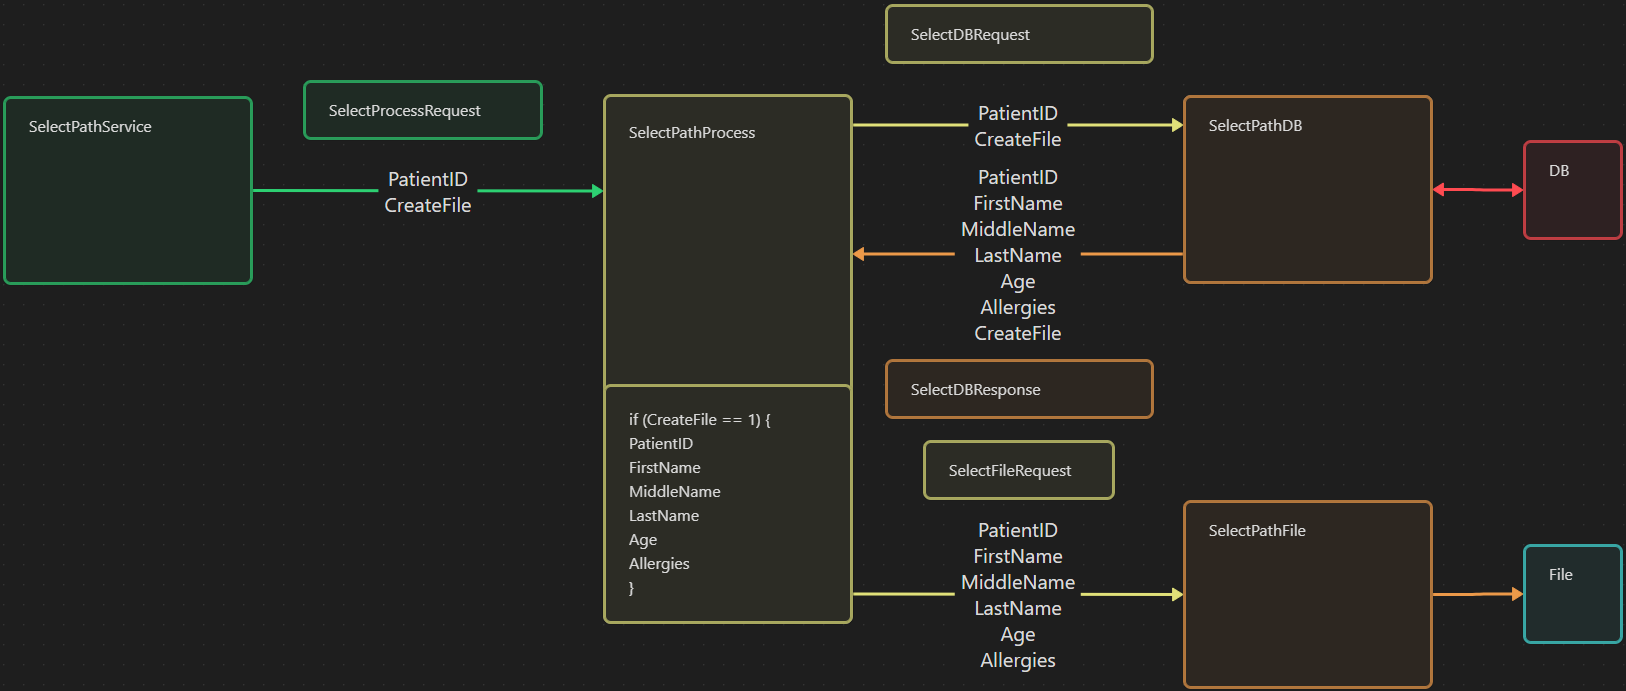 SelectDBRequest
SelectPathService
SelectProcessRequest
PatientID
CreateFile
SelectPathProcess
PatientID
CreateFile
PatientID
FirstName
MiddleName
LastName
Age
Allergies
CreateFile
SelectPathDB
DB
SelectDBResponse
if (CreateFile == 1) {
PatientID
FirstName
MiddleName
LastName
Age
Allergies
}
SelectFileRequest
PatientID
FirstName
MiddleName
LastName
Age
Allergies
SelectPathFile
File